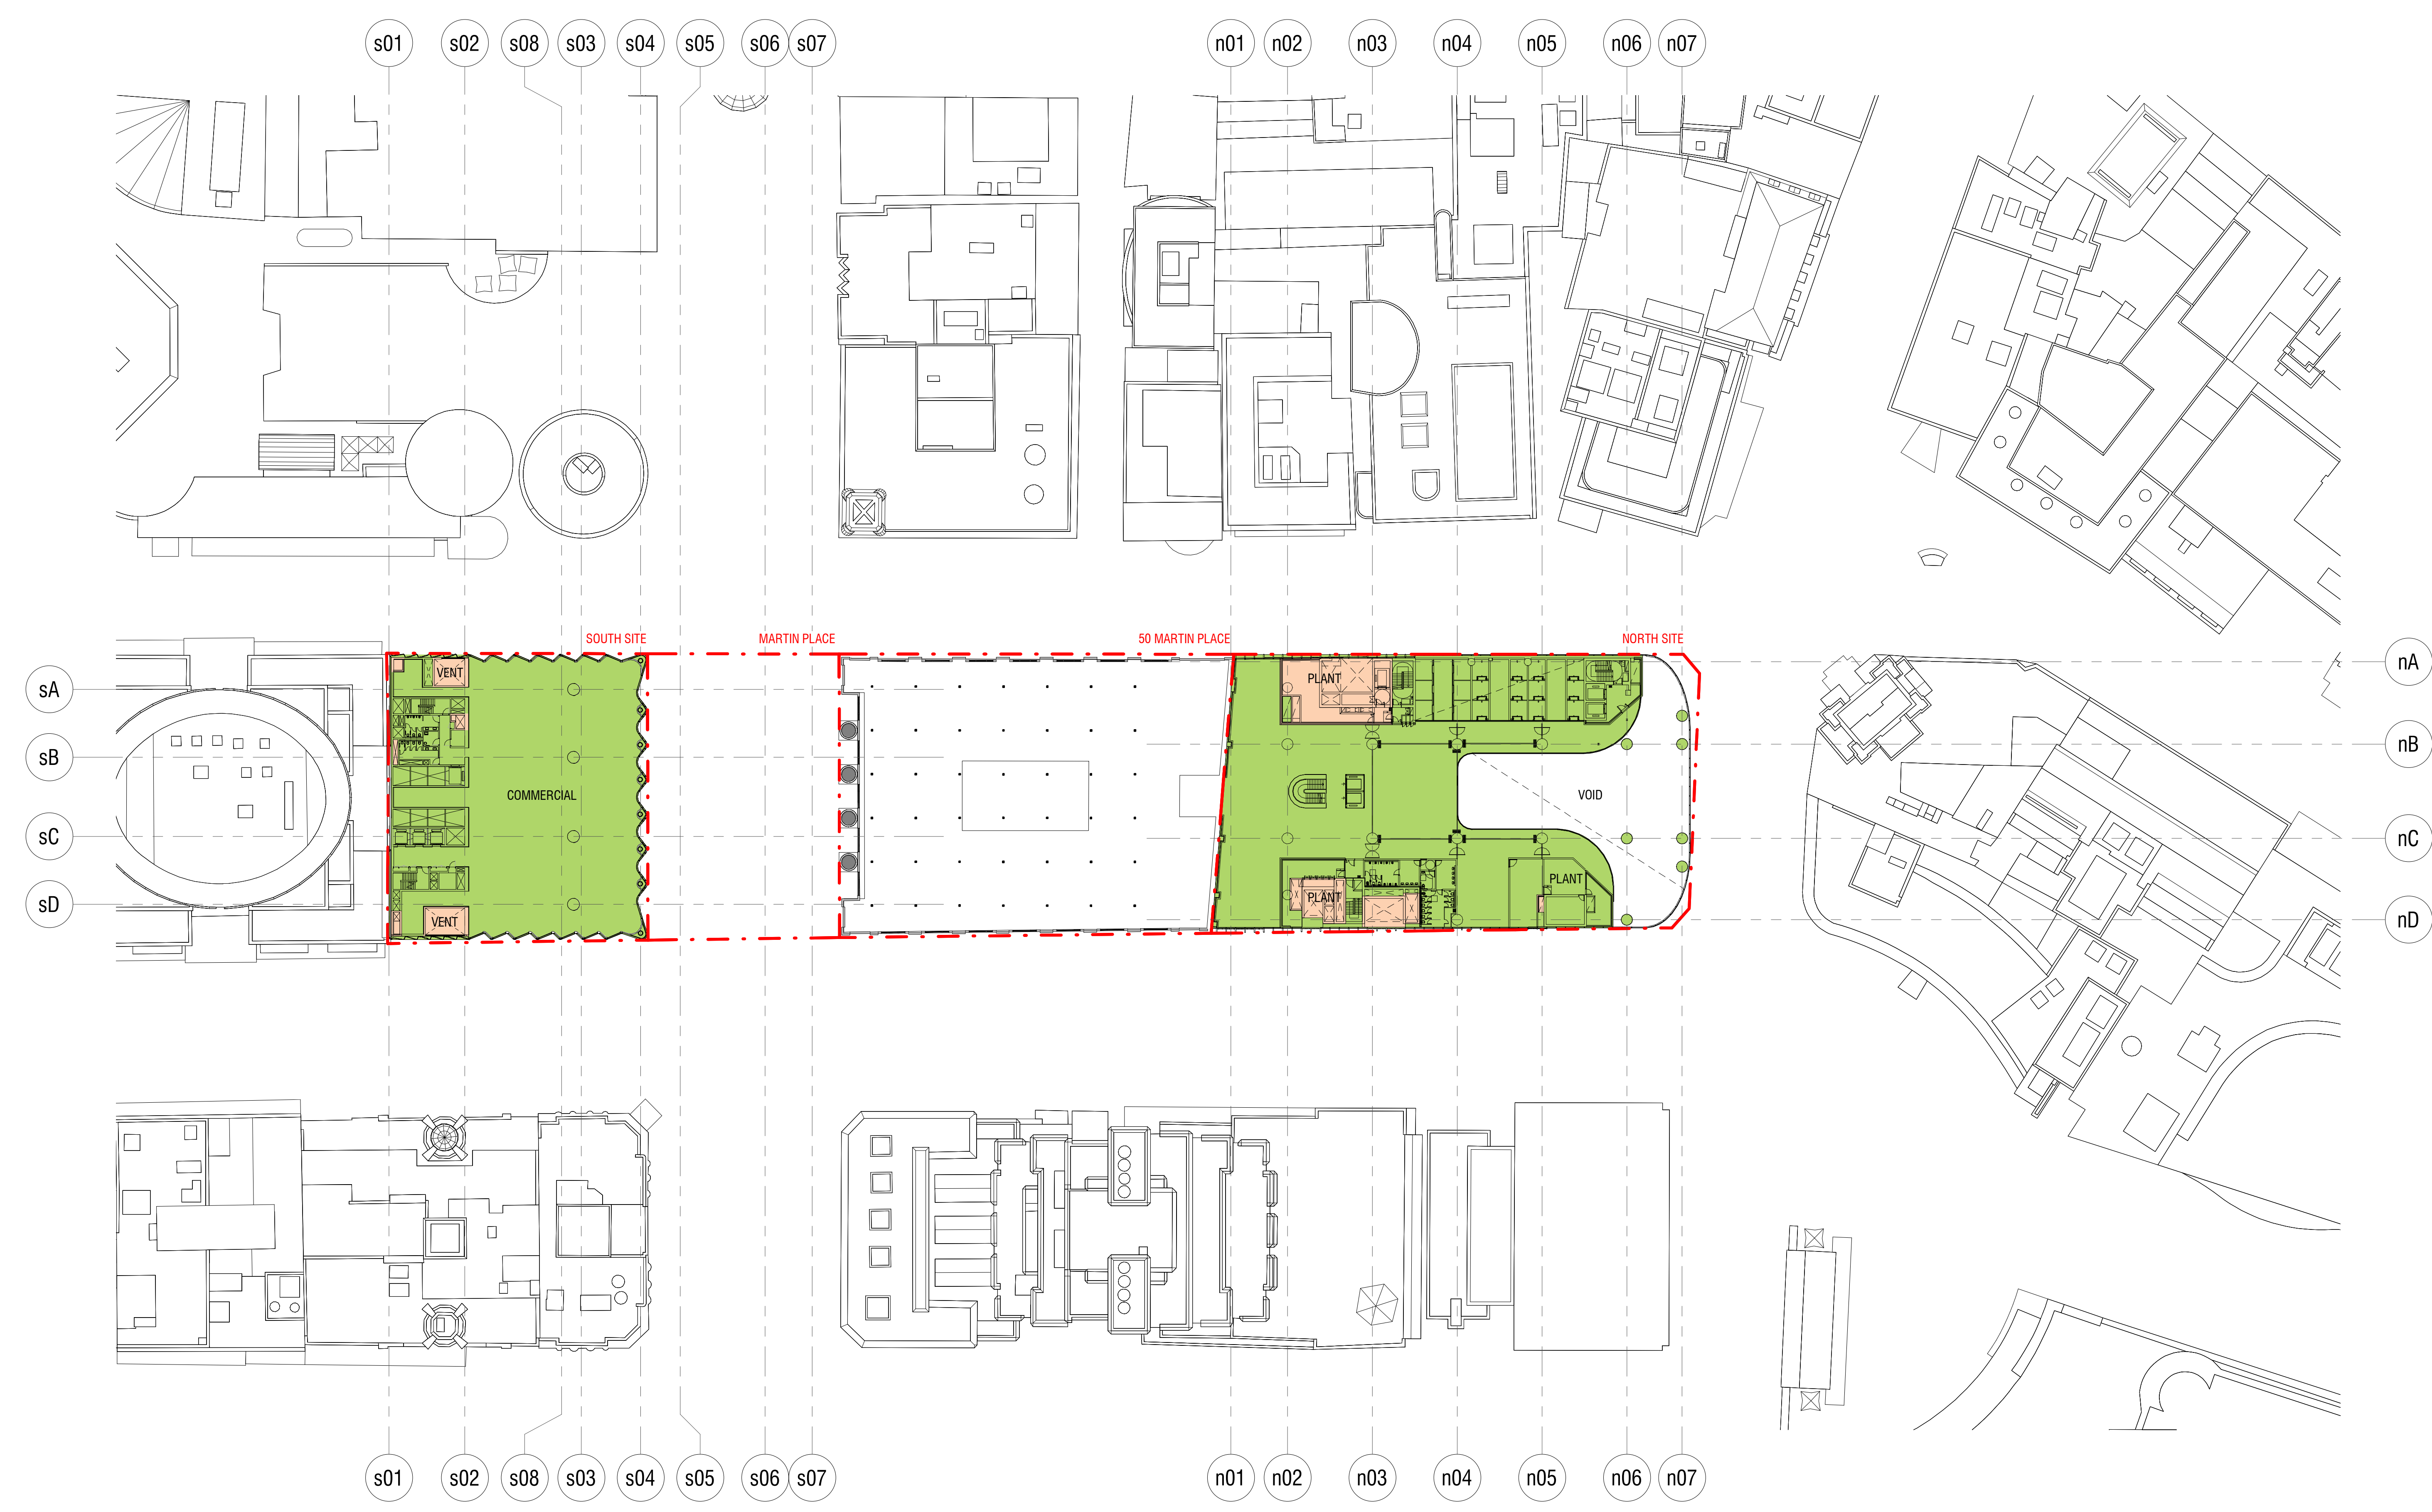 s01 s02 s08 s03 s04 s05 s06 s07 n01 n02 n03 n04 n05 n06 n07
SOUTH SITE MARTIN PLACE 50 MARTIN PLACE NORTH SITE
nA
VENT PLANT
sA
nB
sB
COMMERCIAL VOID
sC nC
PLANT
PLANT
sD
VENT
nD
s01 s02 s08 s03 s04 s05 s06 s07 n01 n02 n03 n04 n05 n06 n07